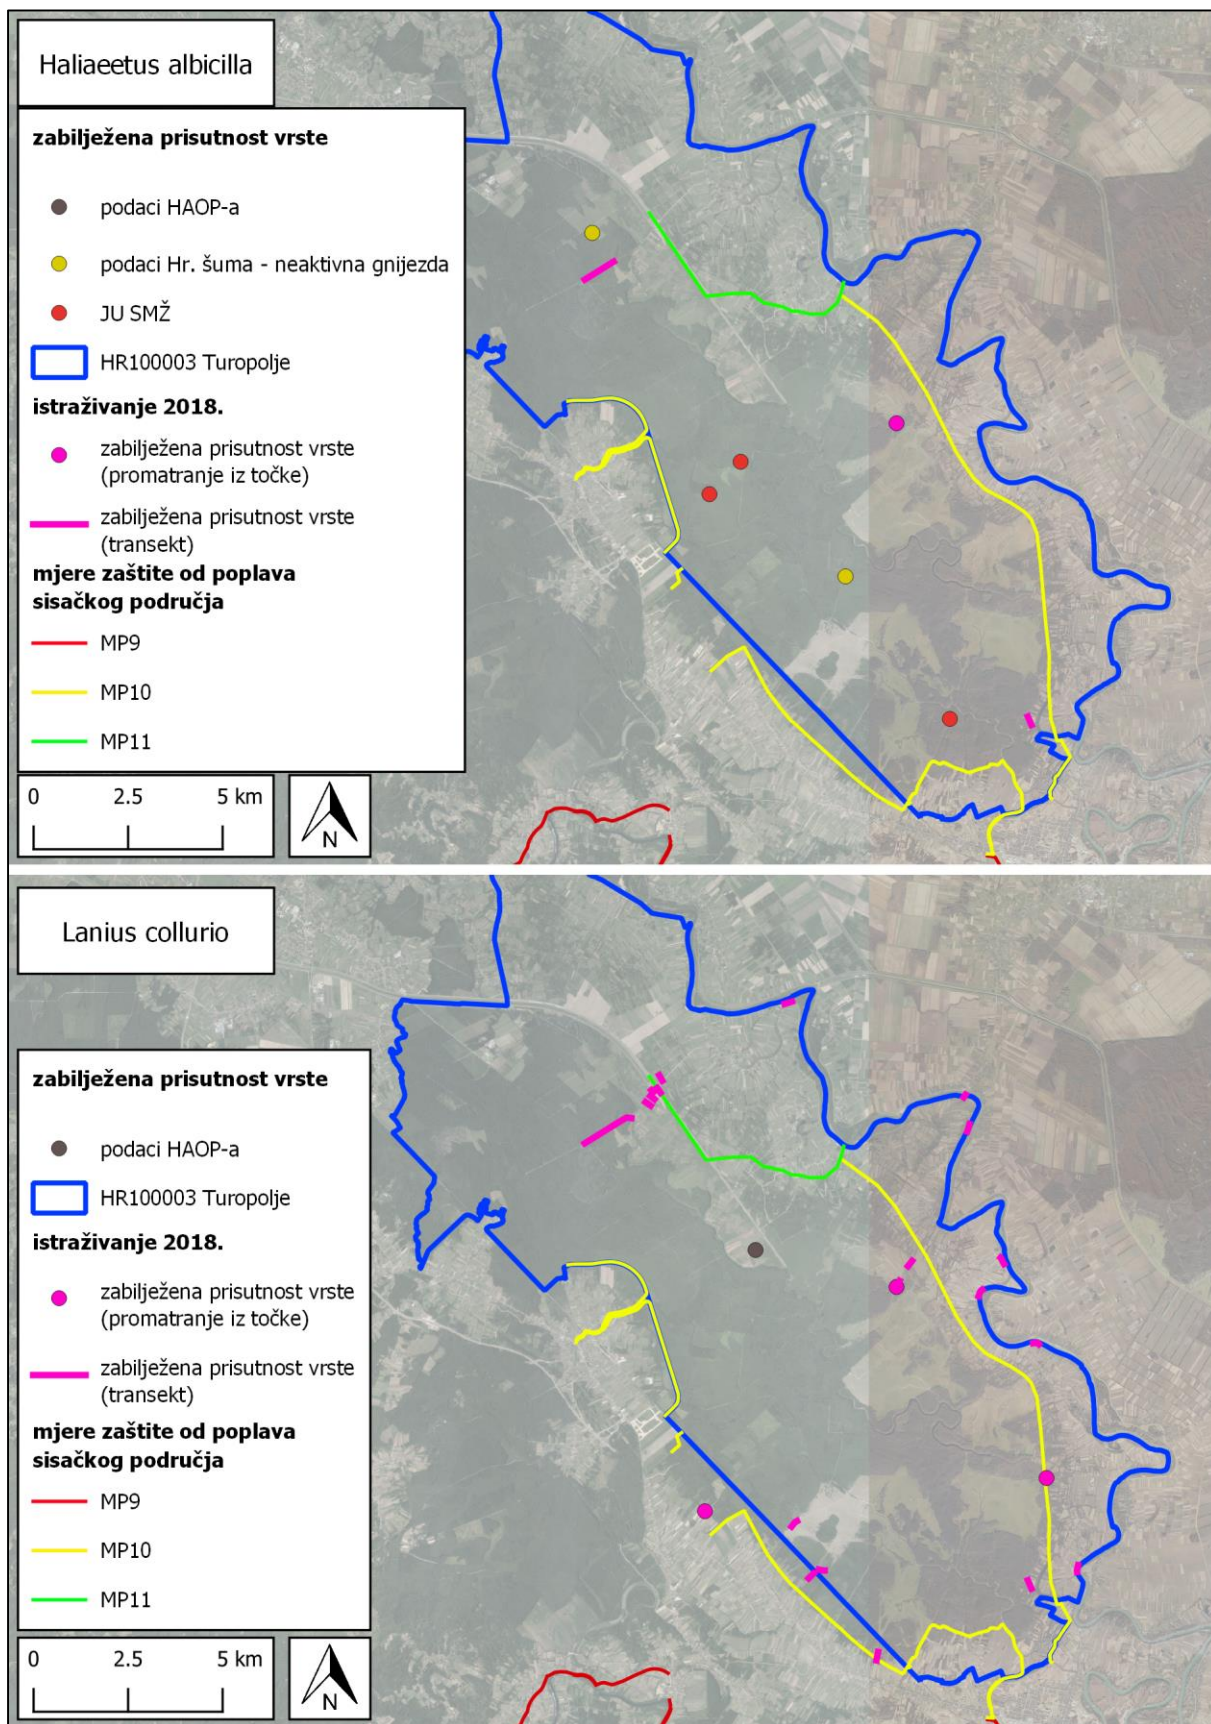 Haliaeetus albicilla
zabilježena prisutnost vrste
podaci HAOP-a
podaci Hr. šuma - neaktivna gnijezda
JU SMŽ
HR100003 Turopolje
istraživanje 2018.
zabilježena prisutnost vrste
(promatranje iz točke)
zabilježena prisutnost vrste
(transekt)
mjere zaštite od poplava
sisačkog područja
MP9
MP10
MP11
0 2.5 5 km
N
Lanius collurio
zabilježena prisutnost vrste
podaci HAOP-a
HR100003 Turopolje
istraživanje 2018.
zabilježena prisutnost vrste
(promatranje iz točke)
zabilježena prisutnost vrste
(transekt)
mjere zaštite od poplava
sisačkog područja
MP9
MP10
MP11
0 2.5 5 km
N